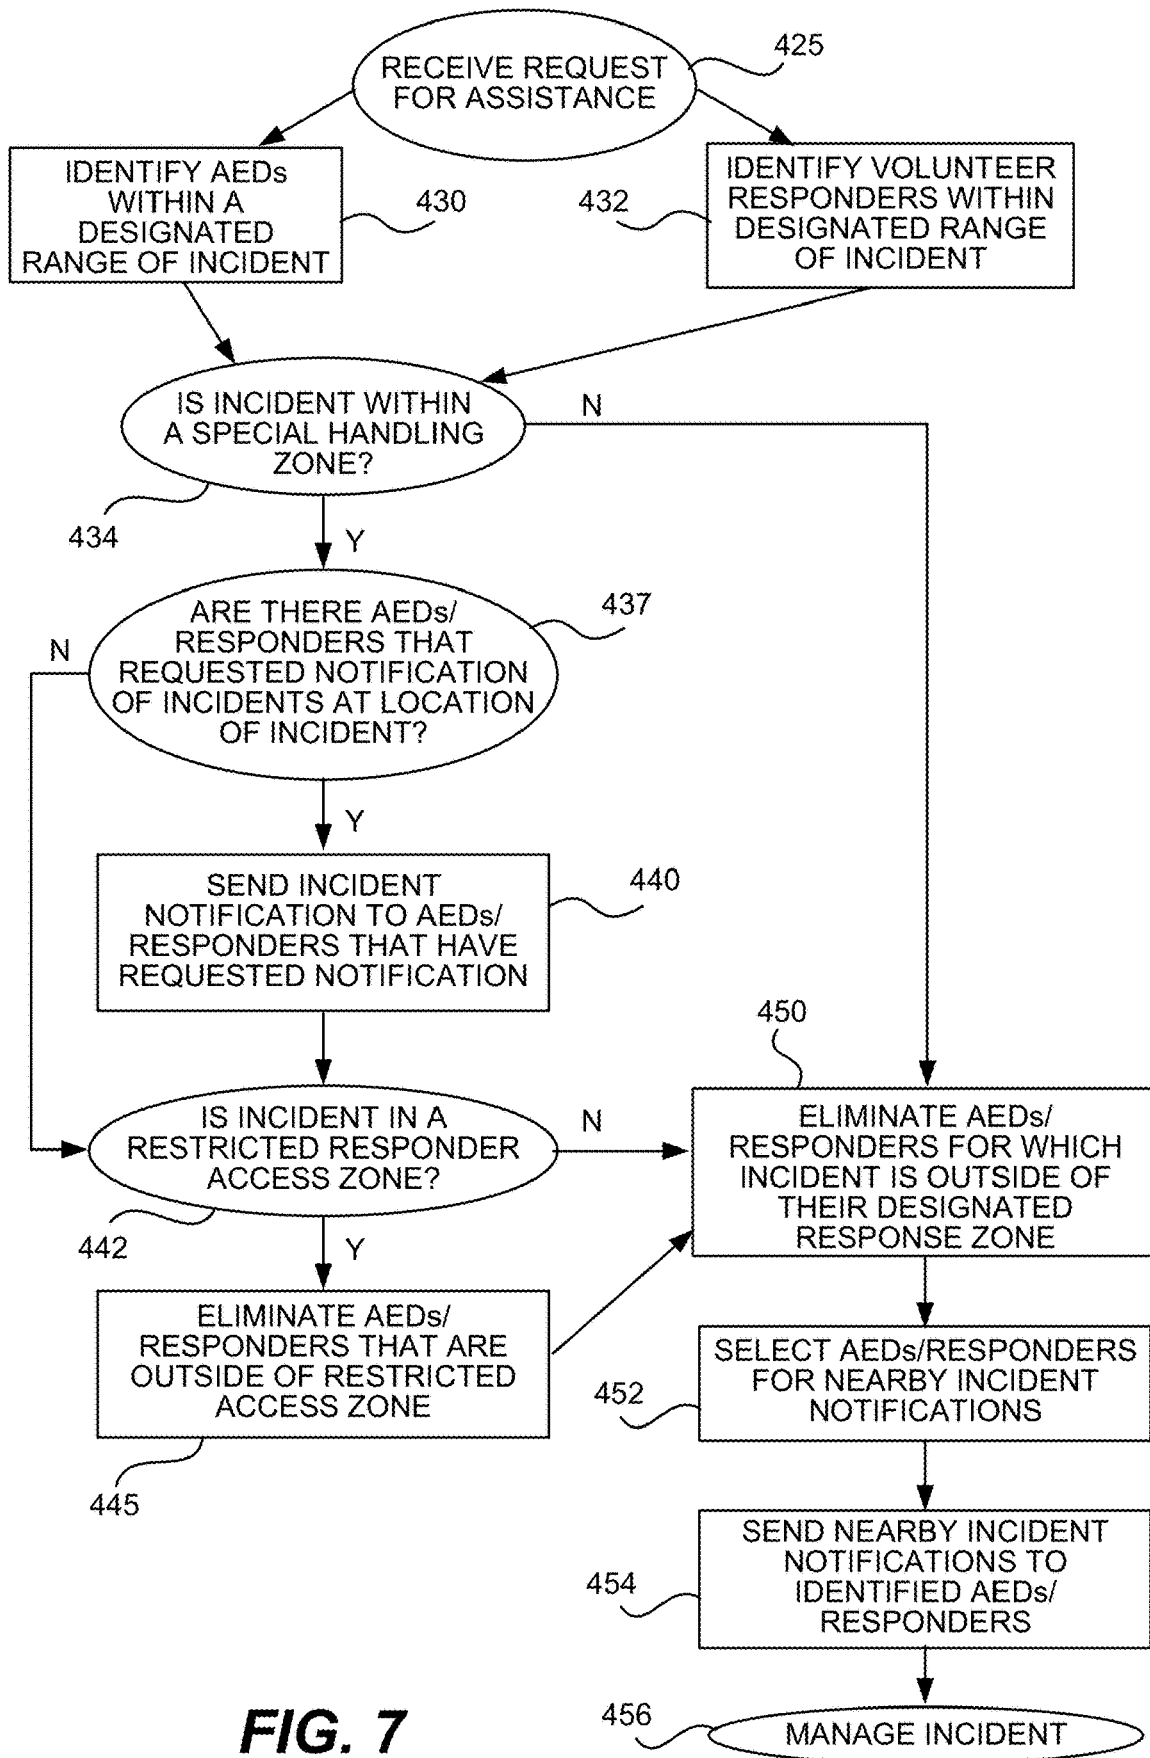 425
RECEIVE REQUEST
FOR ASSISTANCE
IDENTIFY AEDs
WITHIN A
DESIGNATED
RANGE OF INCIDENT
430
432
IDENTIFY VOLUNTEER
RESPONDERS WITHIN
DESIGNATED RANGE
OF INCIDENT
IS INCIDENT WITHIN
A SPECIAL HANDLING
ZONE?
N
434
Y
437
ARE THERE AEDs/
RESPONDERS THAT
REQUESTED NOTIFICATION
OF INCIDENTS AT LOCATION
OF INCIDENT?
N
Y
440
SEND INCIDENT
NOTIFICATION TO AEDs/
RESPONDERS THAT HAVE
REQUESTED NOTIFICATION
IS INCIDENT IN A
RESTRICTED RESPONDER
ACCESS ZONE?
N
442
Y
450
ELIMINATE AEDs/
RESPONDERS FOR WHICH
INCIDENT IS OUTSIDE OF
THEIR DESIGNATED
RESPONSE ZONE
ELIMINATE AEDs/
RESPONDERS THAT ARE
OUTSIDE OF RESTRICTED
ACCESS ZONE
445
SELECT AEDs/RESPONDERS
FOR NEARBY INCIDENT
NOTIFICATIONS
452
SEND NEARBY INCIDENT
NOTIFICATIONS TO
IDENTIFIED AEDs/
RESPONDERS
454
456
MANAGE INCIDENT
FIG. 7